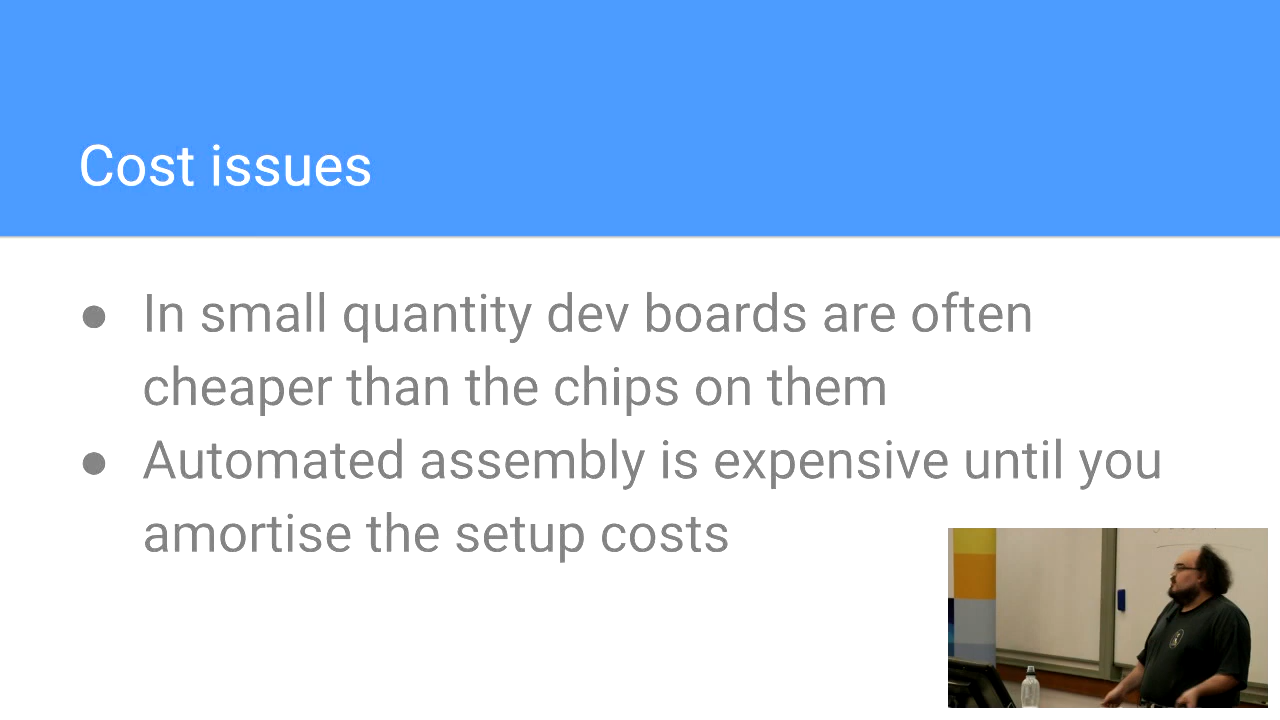 Cost issues
● In small quantity dev boards are often
cheaper than the chips on them
● Automated assembly is expensive until you
amortise the setup costs